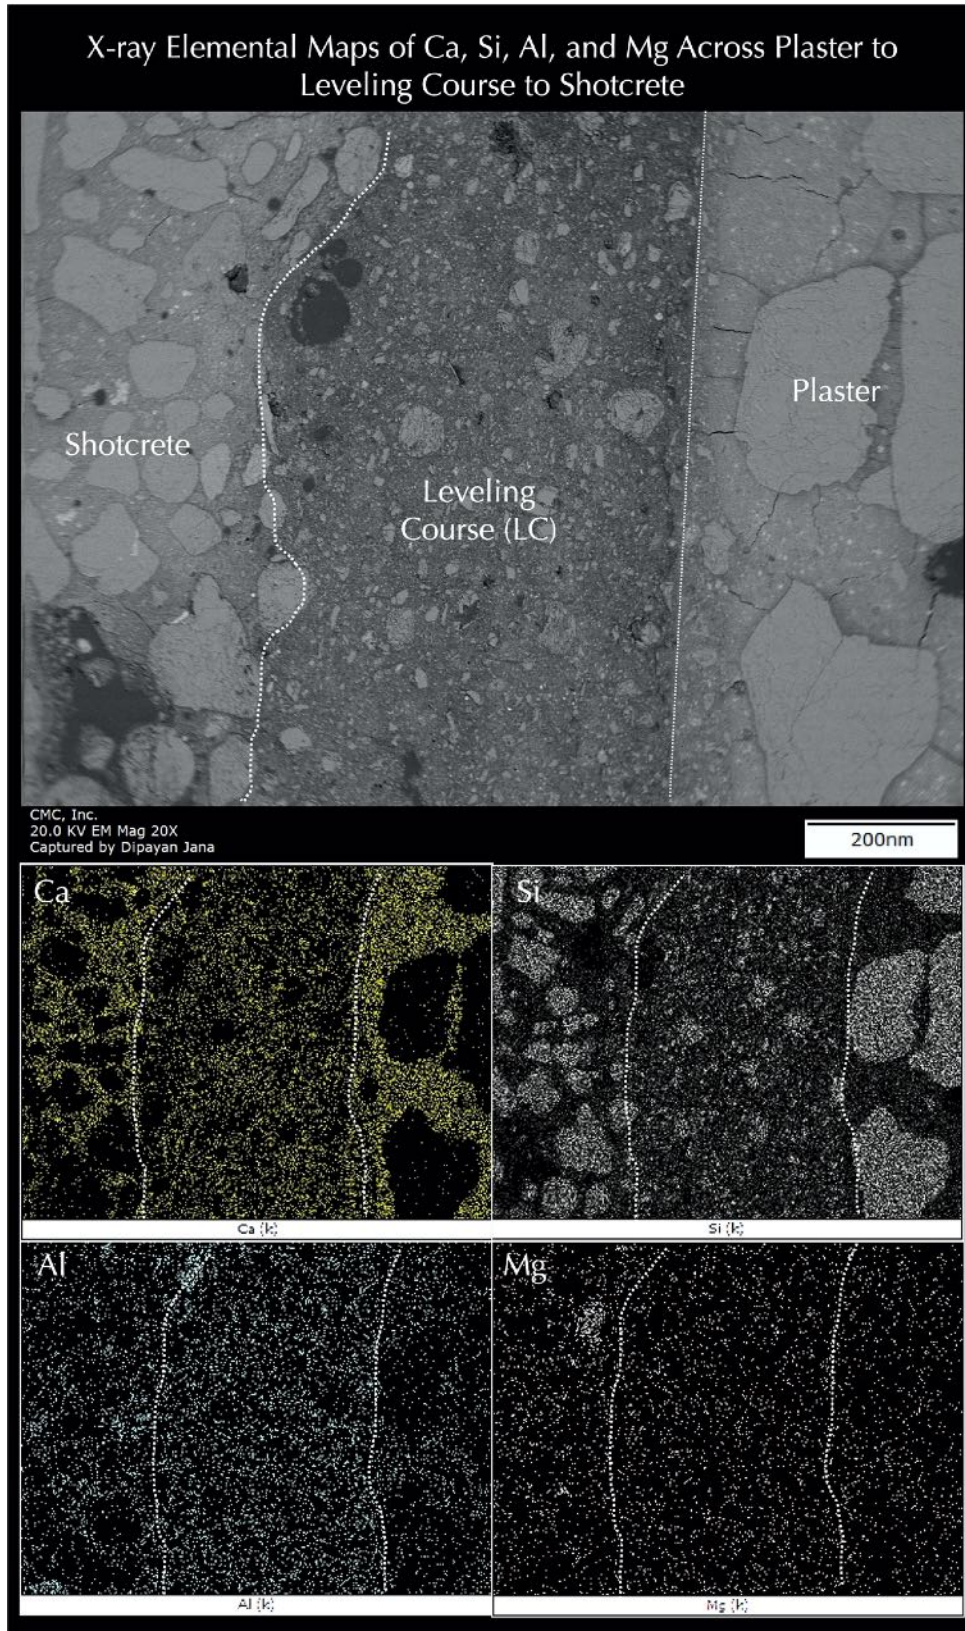 X-ray Elemental Maps of Ca, Si, Al, and Mg Across Plaster to
Leveling Course to Shotcrete
Plaster
Shotcrete
Leveling
Course (LC)
CMC, Inc.
20.0 KV EM Mag 20X
Captured by Dipayan Jana
200nm
Ca
Si
Ca (k)
Si (k)
Al
Mg
Al (k)
Mg (k)